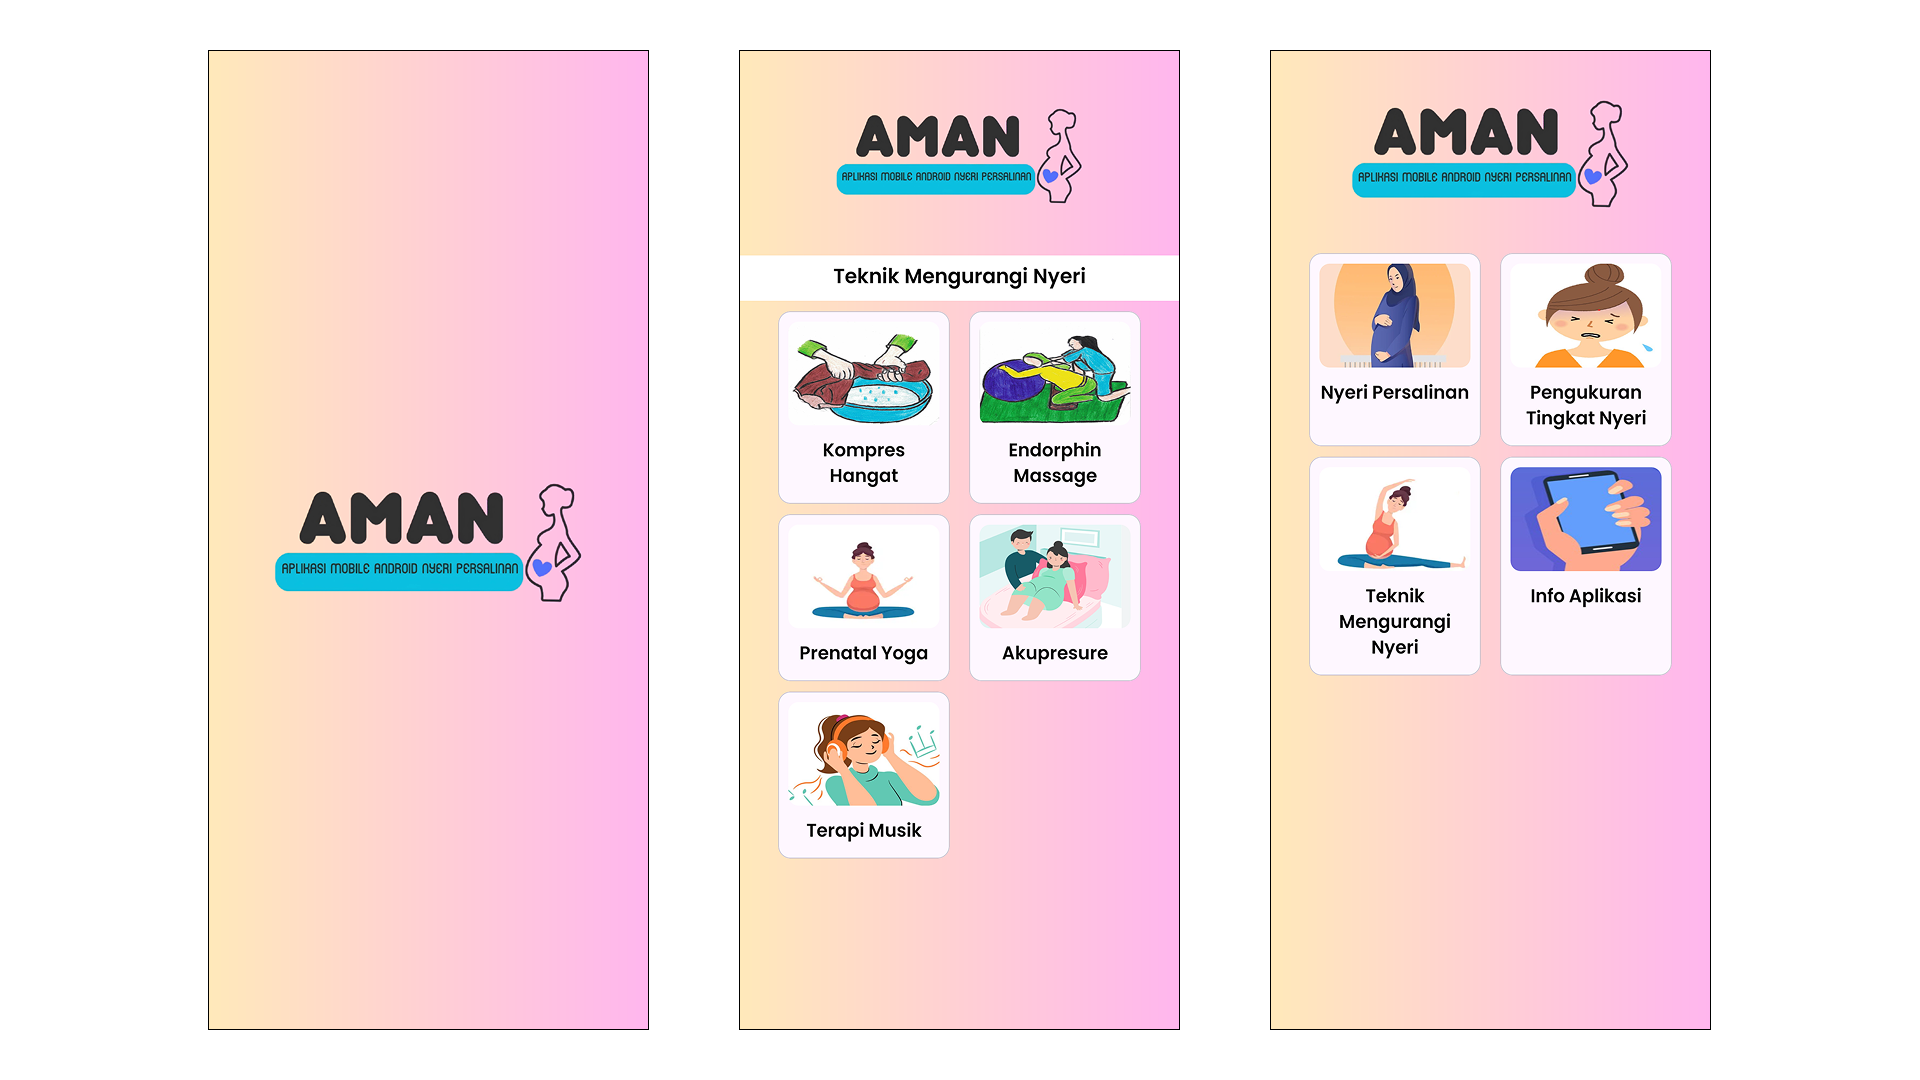 AMAN
APLIKASI MOBILE ANDROID NYERI PERSALINAN
AMAN
APLIKASI MOBILE ANDROID NYERI PERSALINAN
Teknik Mengurangi Nyeri
Kompres
Hangat
Endorphin
Massage
Prenatal Yoga
Akupresure
Terapi Musik
AMAN
APLIKASI MOBILE ANDROID NYERI PERSALINAN
Nyeri Persalinan
Pengukuran
Tingkat Nyeri
Teknik
Mengurangi
Nyeri
Info Aplikasi